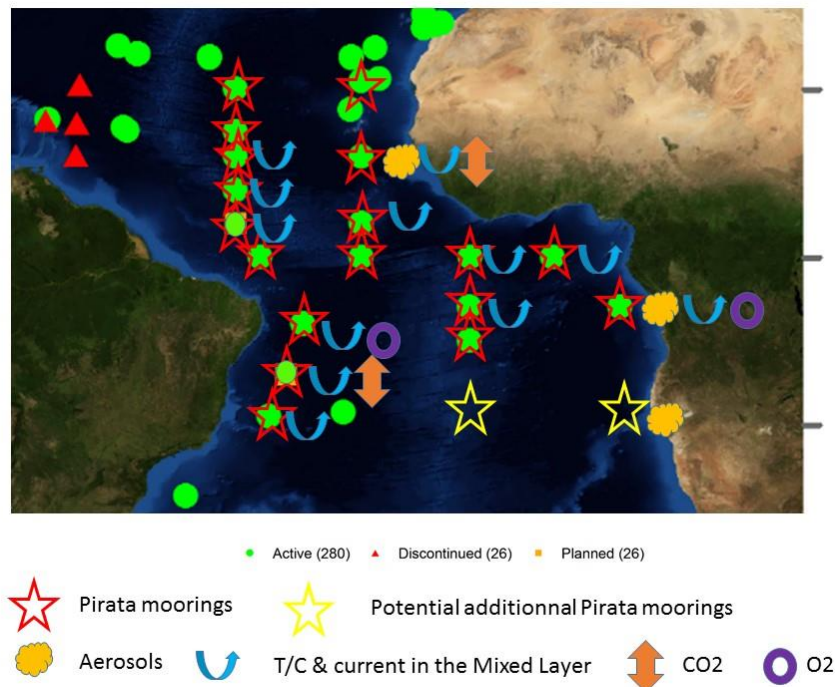 Active (280) Discontinued (26) Planned (26)
Pirata moorings Potential additionnal Pirata moorings
Aerosols T/C & current in the Mixed Layer CO2 O2